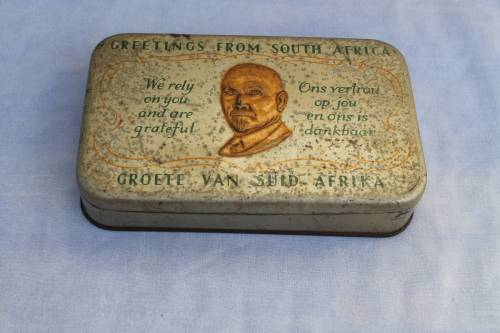 GREETINGS FROM SOUTH AFRICA
We rely
on you
and are
grateful
Ons vertrou
op jou
en ons is
dankbaar
GROETE VAN SUID AFRIKA